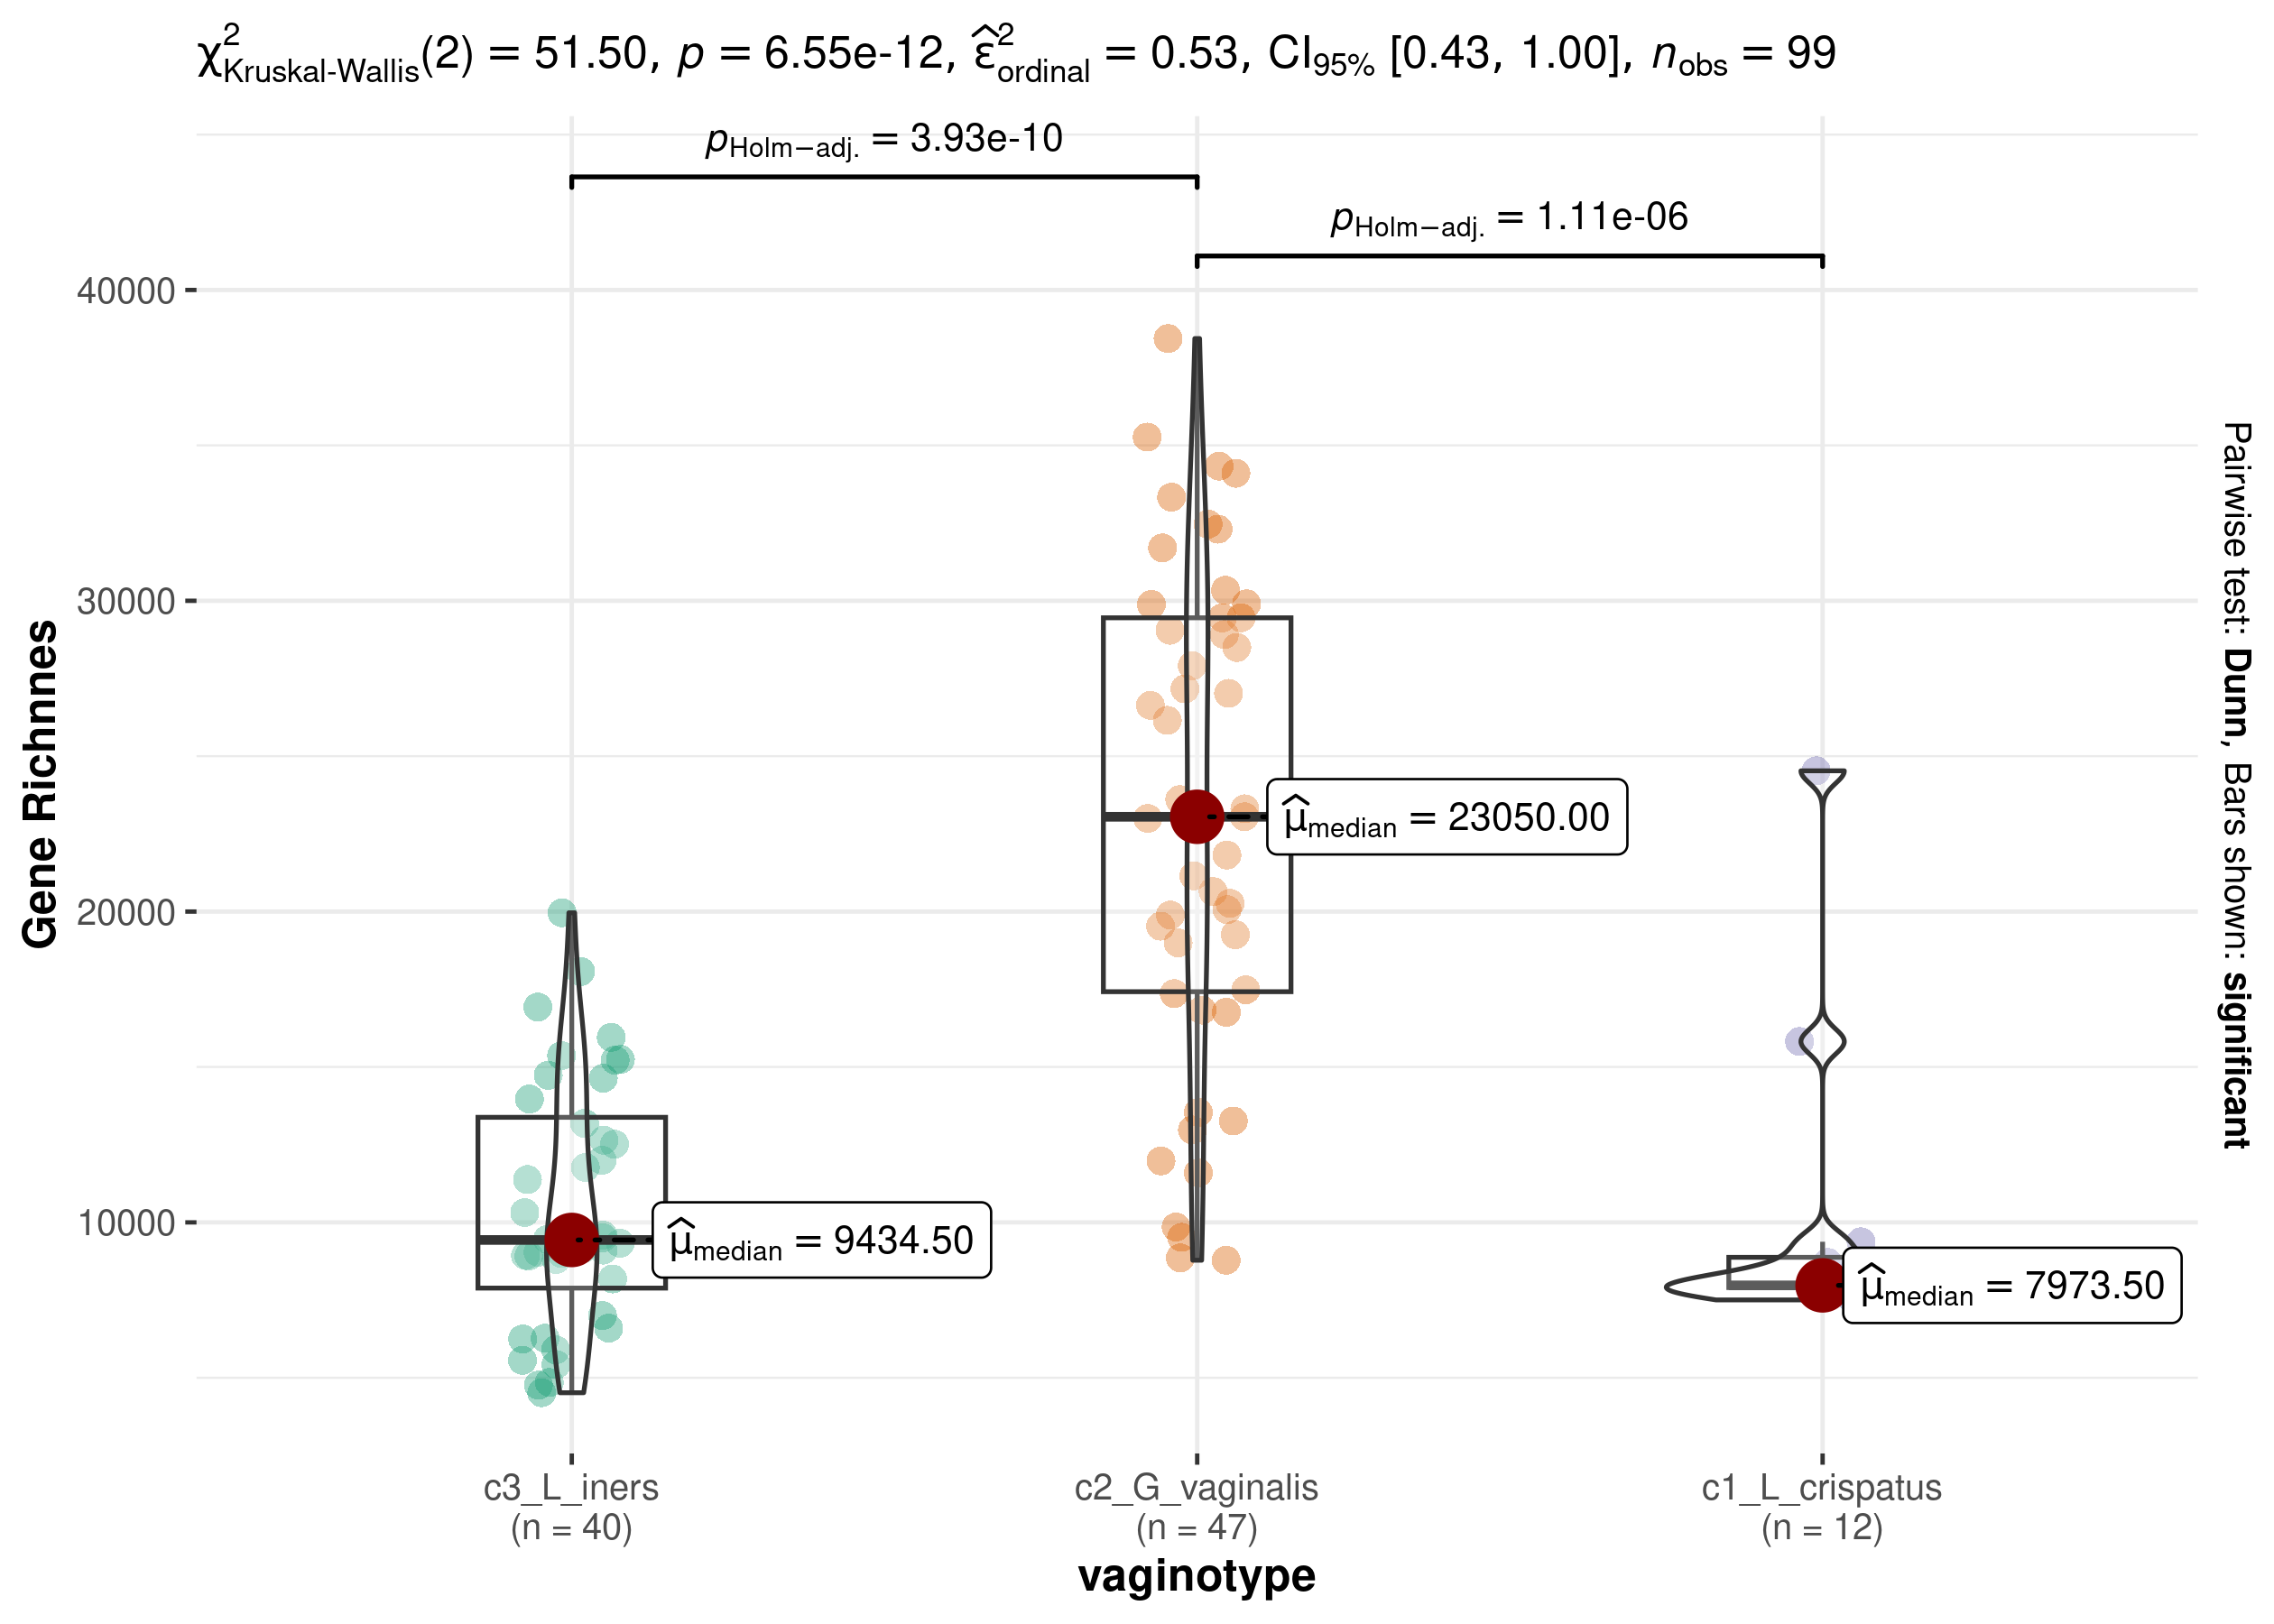 χ²Kruskal-Wallis(2) = 51.50, p = 6.55e-12, ε̂²ordinal = 0.53, CI95% [0.43, 1.00], nobs = 99
pHolm−adj. = 3.93e-10
pHolm−adj. = 1.11e-06
40000
30000
20000
10000
Gene Richnnes
μ̂median = 23050.00
μ̂median = 9434.50
μ̂median = 7973.50
Pairwise test: Dunn, Bars shown: significant
c3_L_iners
(n = 40)
c2_G_vaginalis
(n = 47)
c1_L_crispatus
(n = 12)
vaginotype